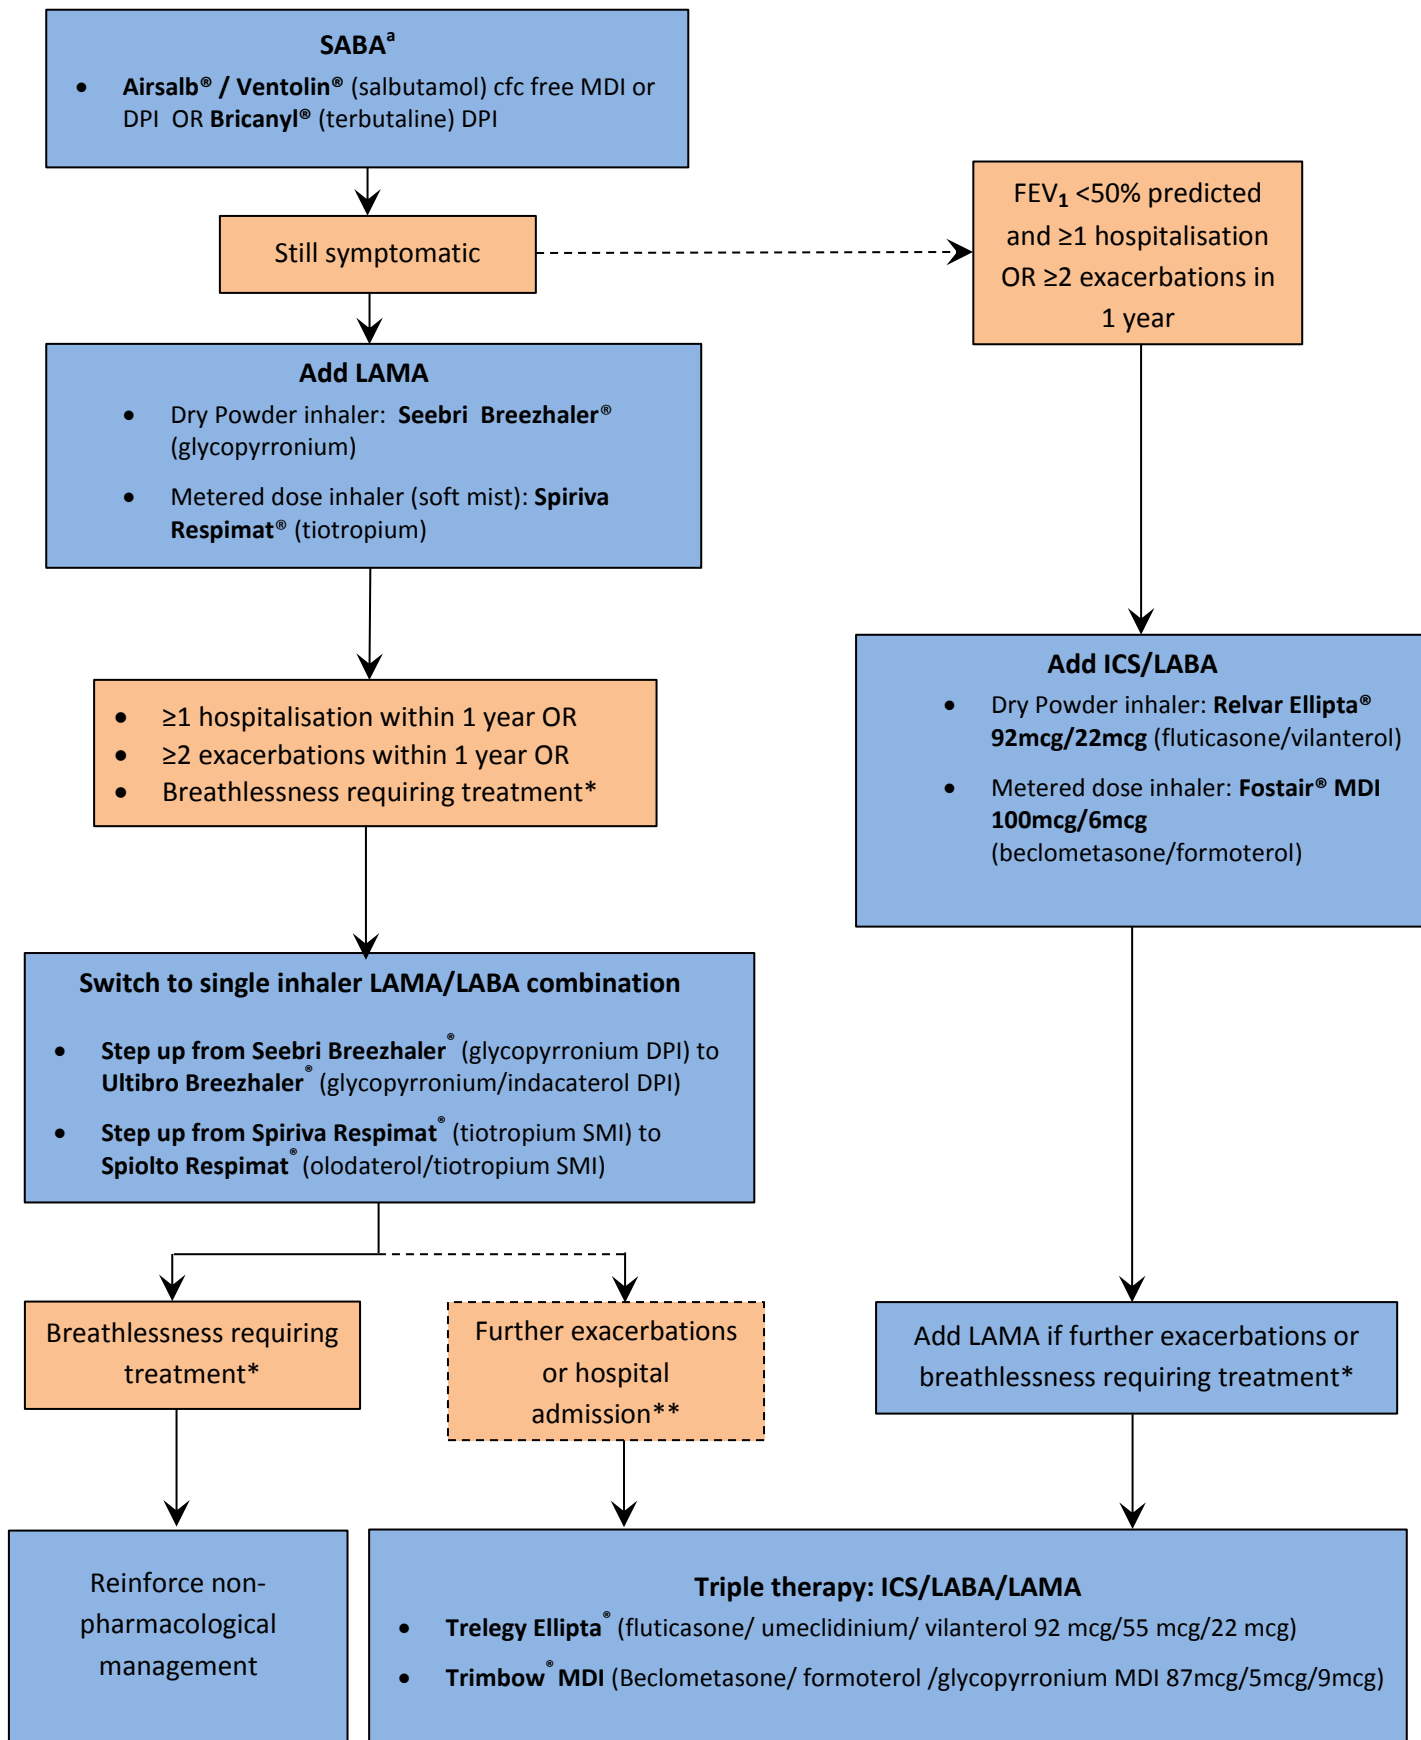 SABAᵃ
• Airsalb® / Ventolin® (salbutamol) cfc free MDI or
DPI OR Bricanyl® (terbutaline) DPI
Still symptomatic
FEV₁ <50% predicted
and ≥1 hospitalisation
OR ≥2 exacerbations in
1 year
Add LAMA
• Dry Powder inhaler: Seebri Breezhaler®
(glycopyrronium)
• Metered dose inhaler (soft mist): Spiriva
Respimat® (tiotropium)
• ≥1 hospitalisation within 1 year OR
• ≥2 exacerbations within 1 year OR
• Breathlessness requiring treatment*
Add ICS/LABA
• Dry Powder inhaler: Relvar Ellipta®
92mcg/22mcg (fluticasone/vilanterol)
• Metered dose inhaler: Fostair® MDI
100mcg/6mcg
(beclometasone/formoterol)
Switch to single inhaler LAMA/LABA combination
• Step up from Seebri Breezhaler® (glycopyrronium DPI) to
Ultibro Breezhaler® (glycopyrronium/indacaterol DPI)
• Step up from Spiriva Respimat® (tiotropium SMI) to
Spiolto Respimat® (olodaterol/tiotropium SMI)
Breathlessness requiring
treatment*
Further exacerbations
or hospital
admission**
Add LAMA if further exacerbations or
breathlessness requiring treatment*
Reinforce non-
pharmacological
management
Triple therapy: ICS/LABA/LAMA
• Trelegy Ellipta® (fluticasone/ umeclidinium/ vilanterol 92 mcg/55 mcg/22 mcg)
• Trimbow® MDI (Beclometasone/ formoterol /glycopyrronium MDI 87mcg/5mcg/9mcg)